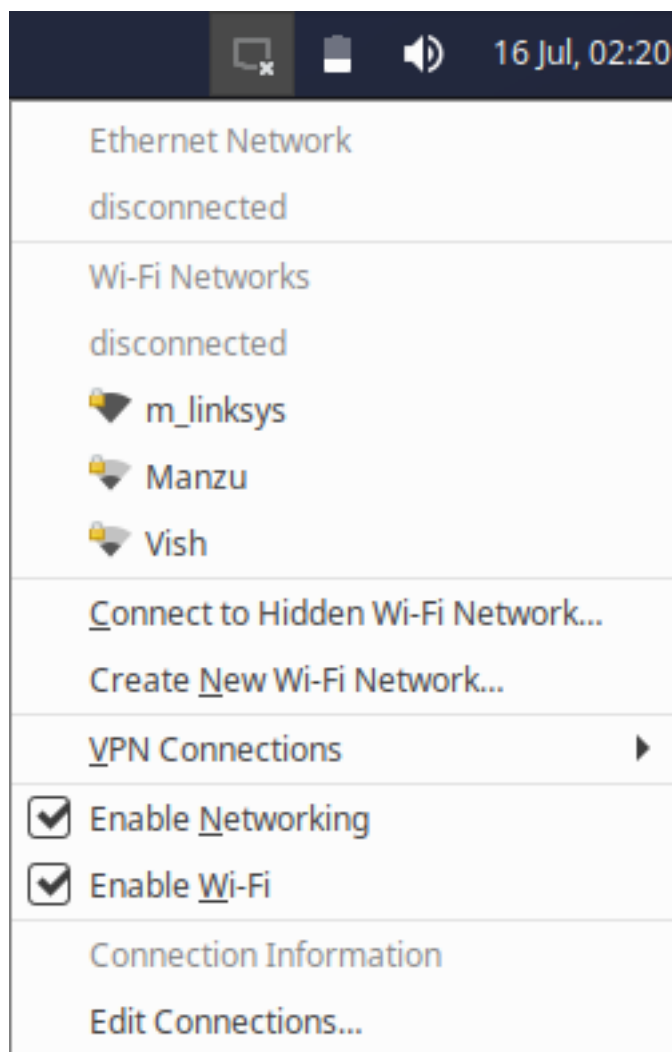 16 Jul, 02:20
Ethernet Network
disconnected
Wi-Fi Networks
disconnected
m_linksys
Manzu
Vish
Connect to Hidden Wi-Fi Network...
Create New Wi-Fi Network...
VPN Connections
Enable Networking
Enable Wi-Fi
Connection Information
Edit Connections...